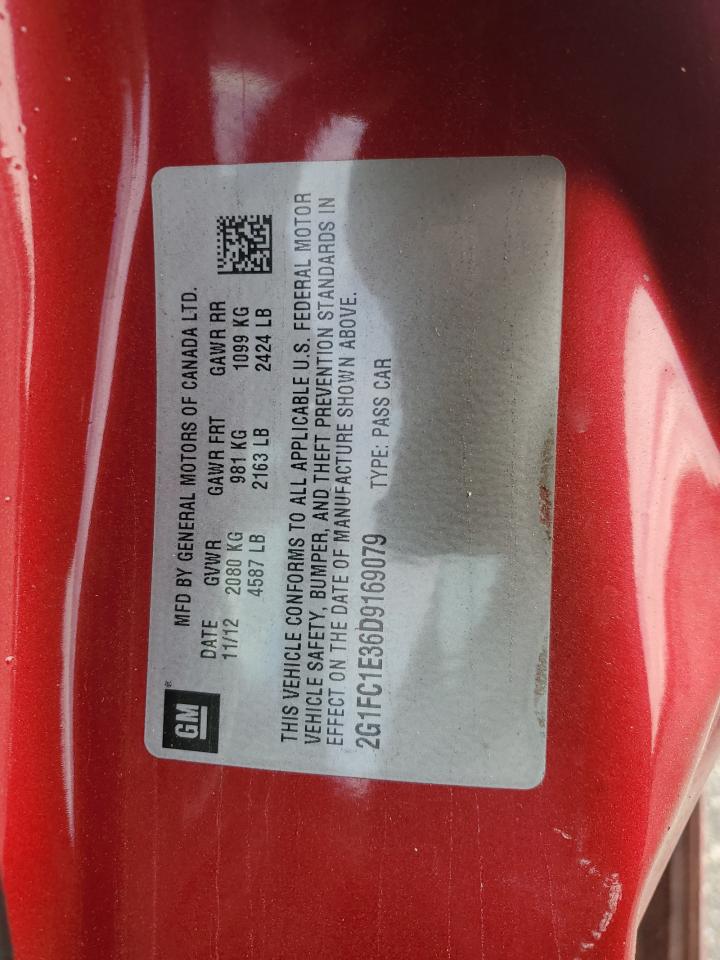 GM®
MFD BY GENERAL MOTORS OF CANADA LTD.
DATE GVWR GAWR FRT GAWR RR
11/12 2080 KG 981 KG 1099 KG
4587 LB 2163 LB 2424 LB
THIS VEHICLE CONFORMS TO ALL APPLICABLE U.S. FEDERAL MOTOR
VEHICLE SAFETY, BUMPER, AND THEFT PREVENTION STANDARDS IN
EFFECT ON THE DATE OF MANUFACTURE SHOWN ABOVE.
2G1FC1E36D9169079 TYPE: PASS CAR